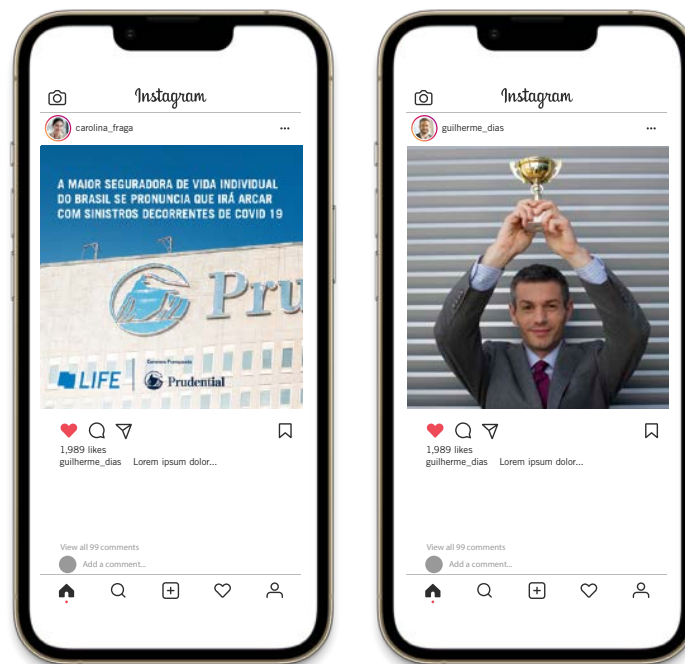 Instagram
carolina_fraga
A MAIOR SEGURADORA DE VIDA INDIVIDUAL
DO BRASIL SE PRONUNCIA QUE IRÁ ARCAR
COM SINISTROS DECORRENTES DE COVID 19
Pru
LIFE
Prudential
1,989 likes
guilherme_dias Lorem ipsum dolor...
View all 99 comments
Add a comment...
Instagram
guilherme_dias
1,989 likes
guilherme_dias Lorem ipsum dolor...
View all 99 comments
Add a comment...